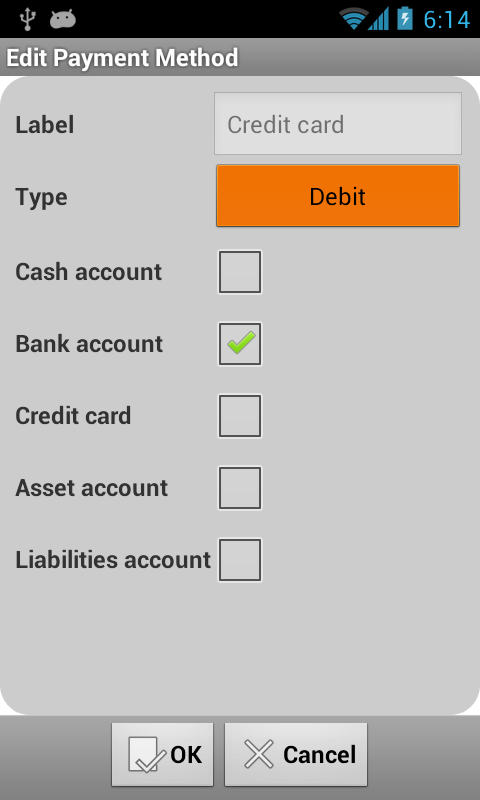 6:14
Edit Payment Method
Label Credit card
Type Debit
Cash account
Bank account
Credit card
Asset account
Liabilities account
OK Cancel